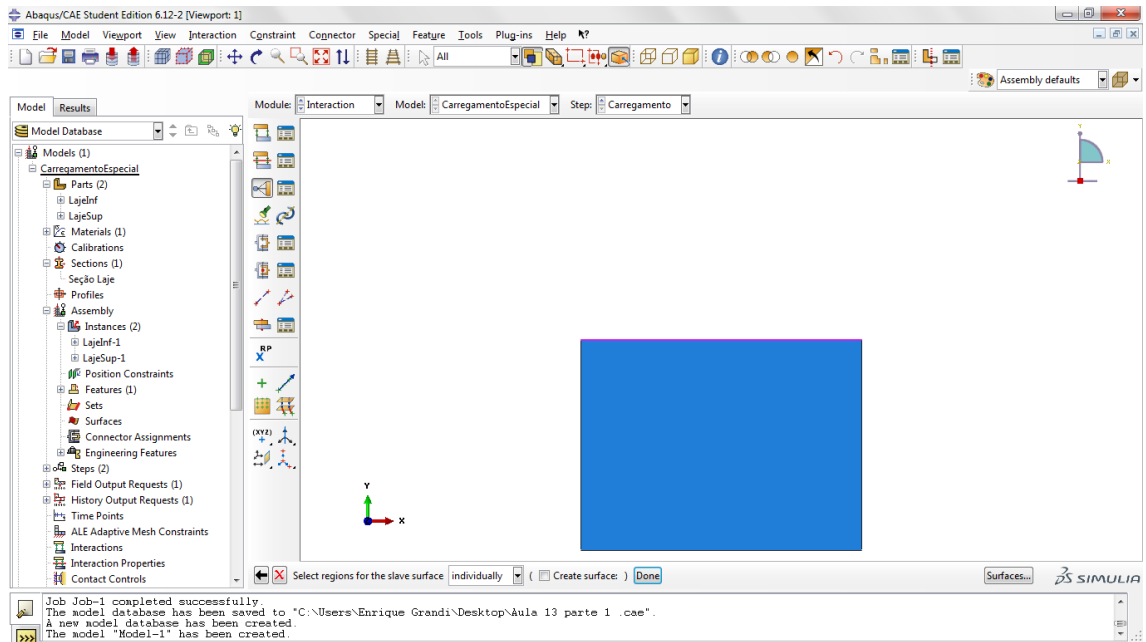 Abaqus/CAE Student Edition 6.12-2 [Viewport: 1]
File Model Viewport View Interaction Constraint Connector Special Feature Tools Plug-ins Help
All
Assembly defaults
Model Results
Module: Interaction Model: CarregamentoEspecial Step: Carregamento
Model Database
Models (1)
CarregamentoEspecial
Parts (2)
LajeInf
LajeSup
Materials (1)
Calibrations
Sections (1)
Seção Laje
Profiles
Assembly
Instances (2)
LajeInf-1
LajeSup-1
Position Constraints
Features (1)
Sets
Surfaces
Connector Assignments
Engineering Features
Steps (2)
Field Output Requests (1)
History Output Requests (1)
Time Points
ALE Adaptive Mesh Constraints
Interactions
Interaction Properties
Contact Controls
RP
(XYZ)
Y
X
Y
X
Select regions for the slave surface individually ( Create surface: ) Done
Surfaces...
SIMULIA
Job Job-1 completed successfully.
The model database has been saved to "C:\Users\Enrique Grandi\Desktop\Aula 13 parte 1 .cae".
A new model database has been created.
The model "Model-1" has been created.